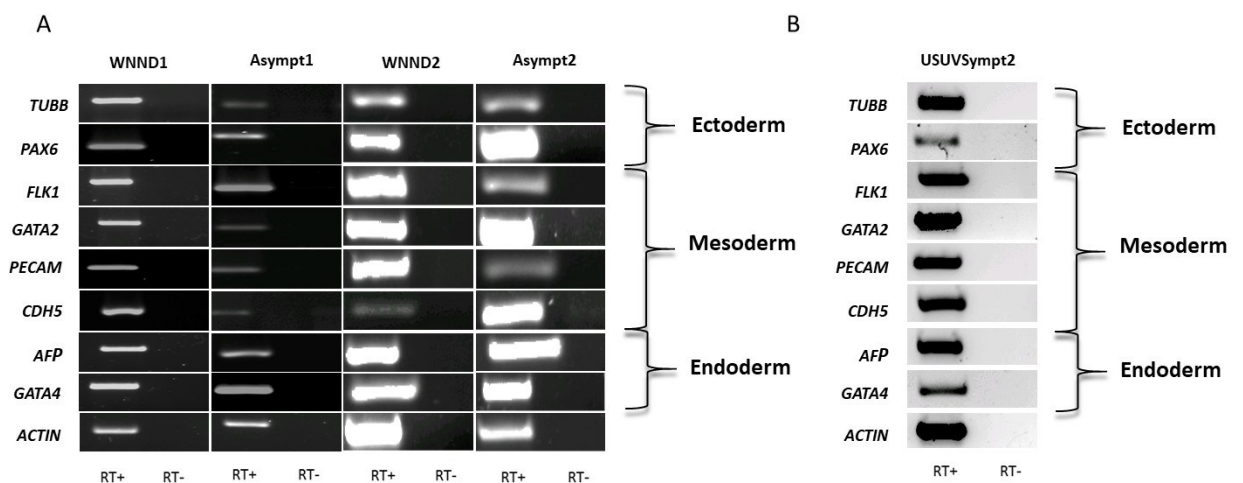 A
B
WNND1 Asympt1 WNND2 Asympt2
USUVSympt2
TUBB
PAX6
FLK1
GATA2
PECAM
CDH5
AFP
GATA4
ACTIN
Ectoderm
Mesoderm
Endoderm
RT+ RT- RT+ RT- RT+ RT- RT+ RT-
TUBB
PAX6
FLK1
GATA2
PECAM
CDH5
AFP
GATA4
ACTIN
Ectoderm
Mesoderm
Endoderm
RT+ RT-